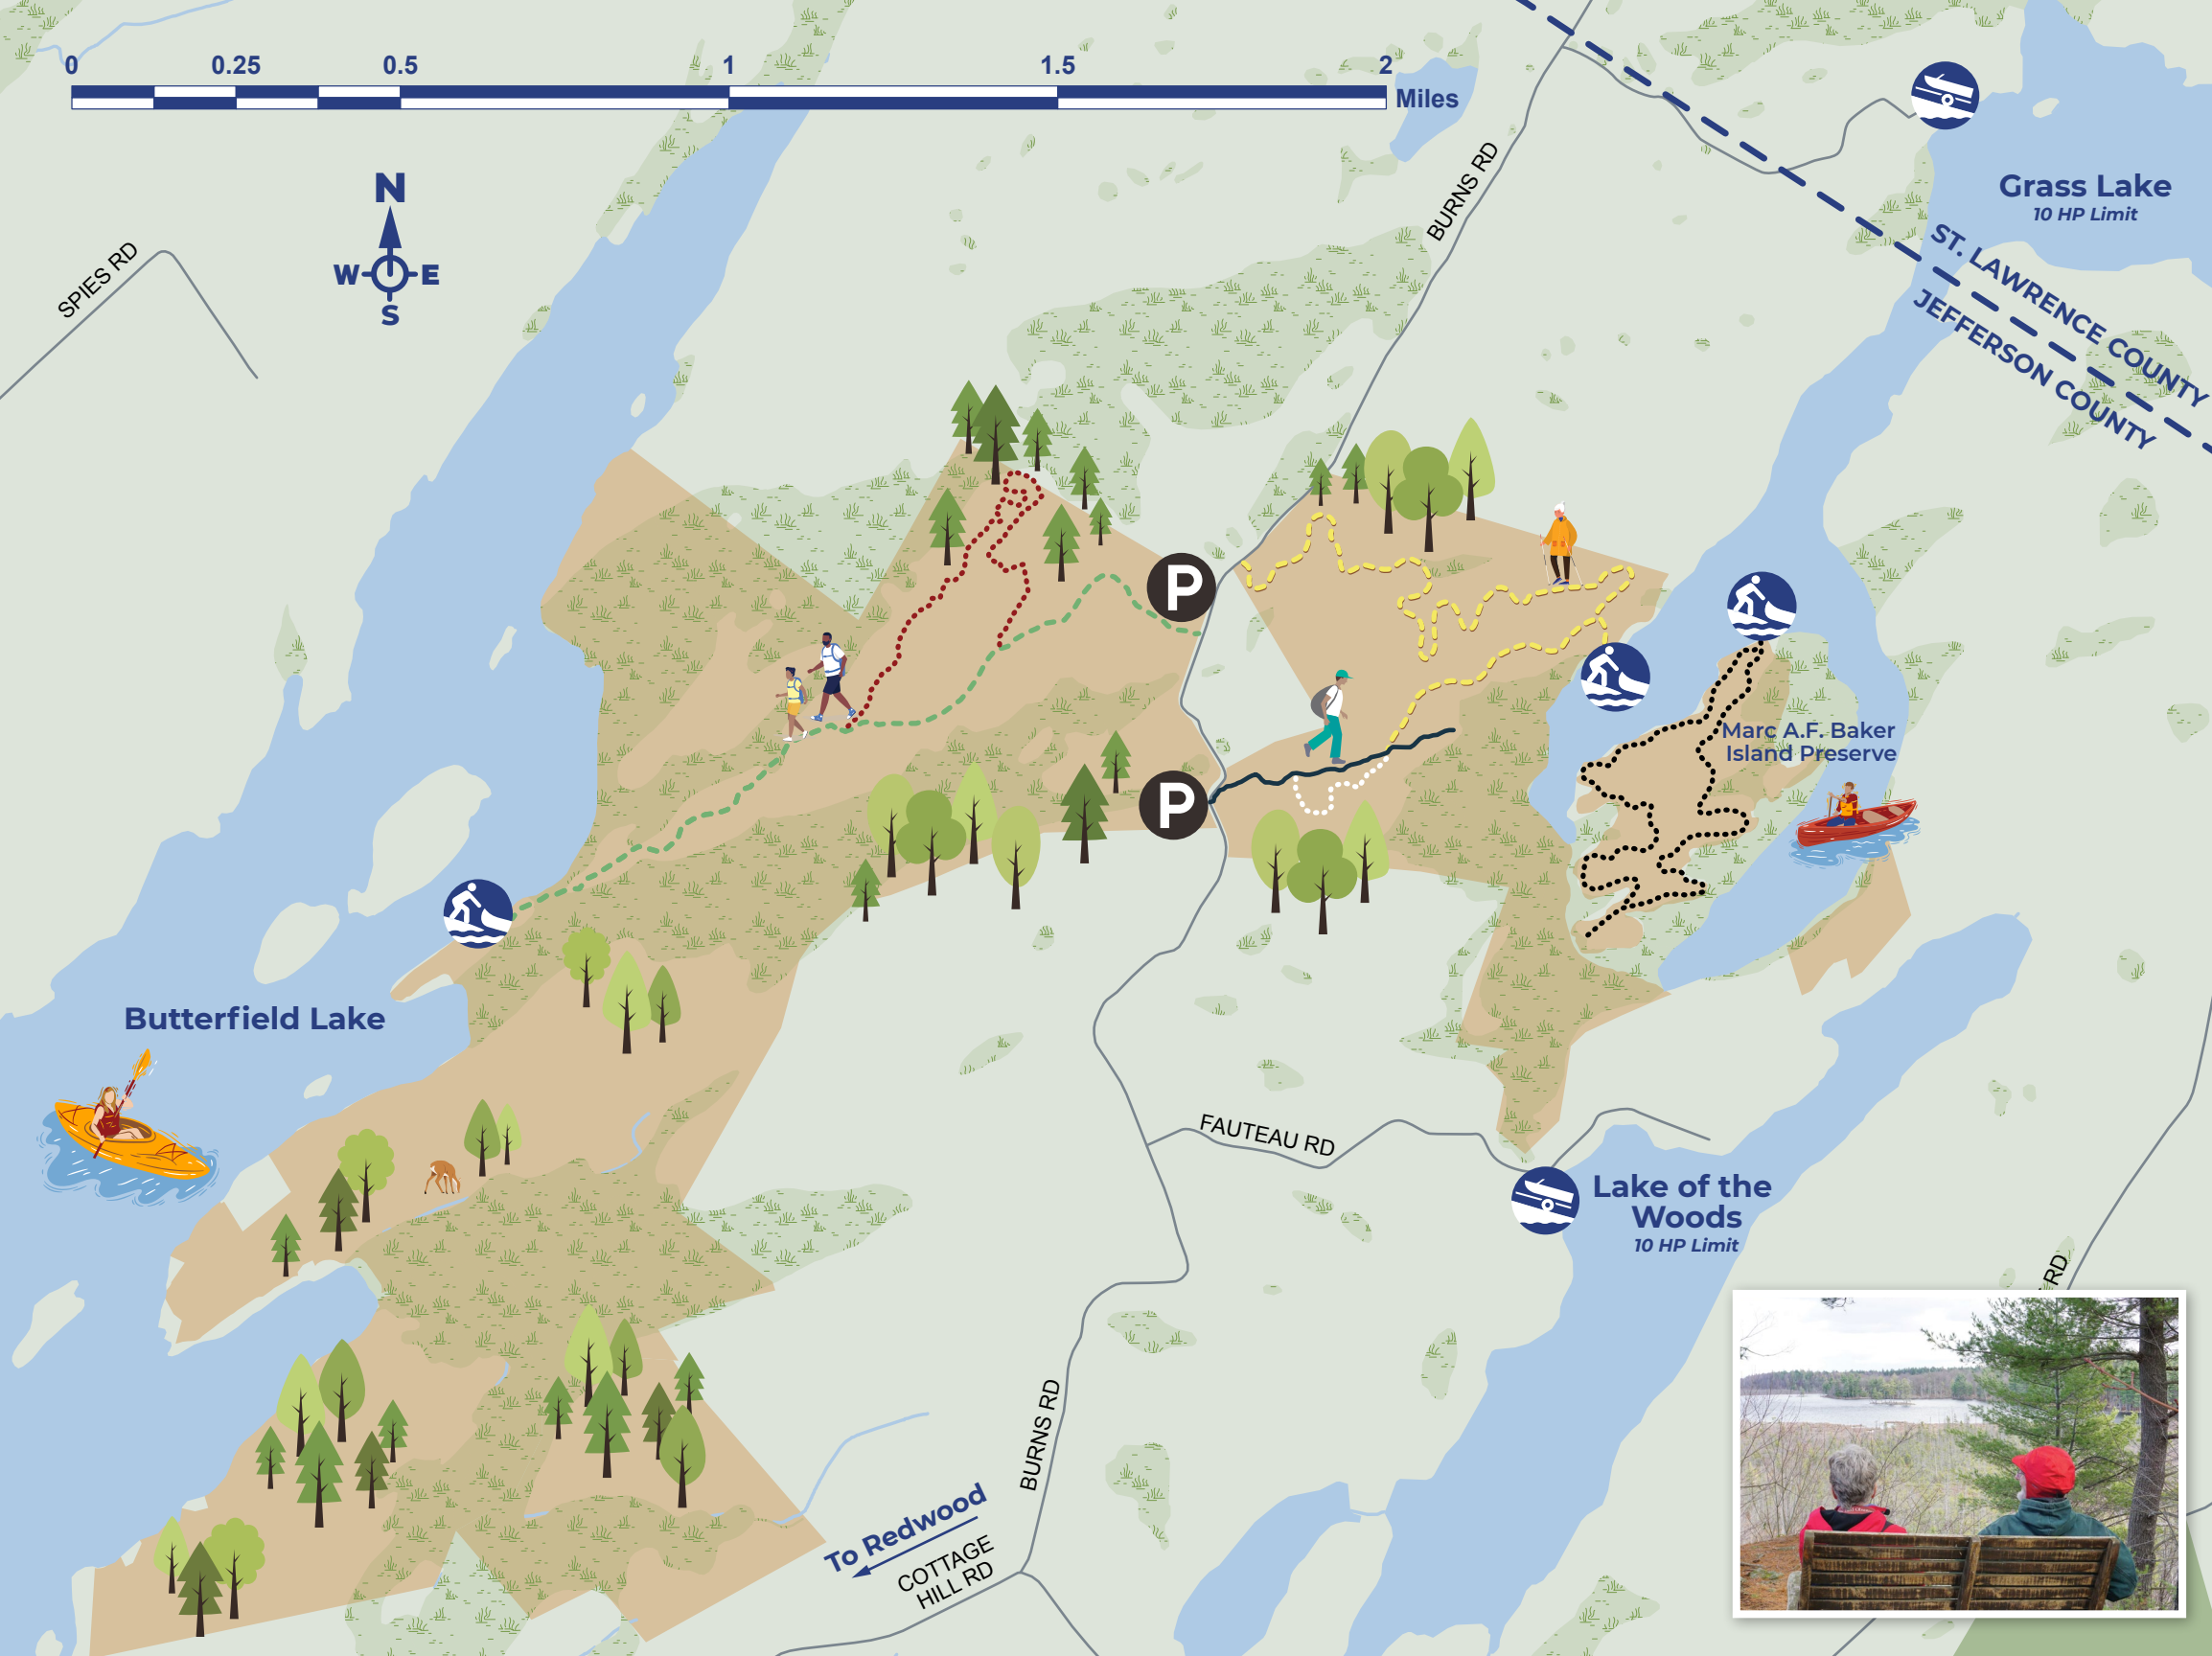 0 0.25 0.5 1 1.5 2
Miles
N
W E
S
SPIES RD
BURNS RD
Grass Lake
10 HP Limit
ST. LAWRENCE COUNTY
JEFFERSON COUNTY
P
P
Marc A.F. Baker
Island Preserve
Butterfield Lake
FAUTEAU RD
Lake of the
Woods
10 HP Limit
RD
BURNS RD
To Redwood
COTTAGE
HILL RD